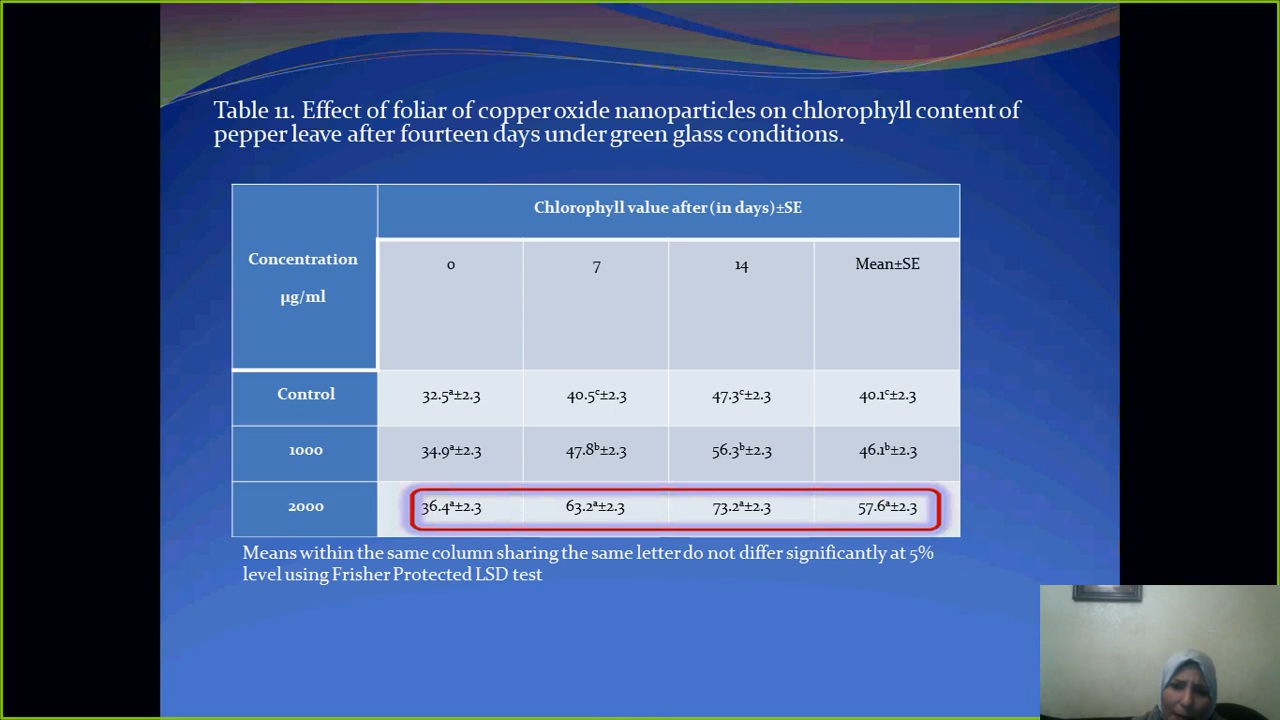 Table 11. Effect of foliar of copper oxide nanoparticles on chlorophyll content of
pepper leave after fourteen days under green glass conditions.
Concentration
µg/ml
Chlorophyll value after (in days)±SE
0 7 14 Mean±SE
Control 32.5ᵃ±2.3 40.5ᶜ±2.3 47.3ᶜ±2.3 40.1ᶜ±2.3
1000 34.9ᵃ±2.3 47.8ᵇ±2.3 56.3ᵇ±2.3 46.1ᵇ±2.3
2000 36.4ᵃ±2.3 63.2ᵃ±2.3 73.2ᵃ±2.3 57.6ᵃ±2.3
Means within the same column sharing the same letter do not differ significantly at 5%
level using Frisher Protected LSD test